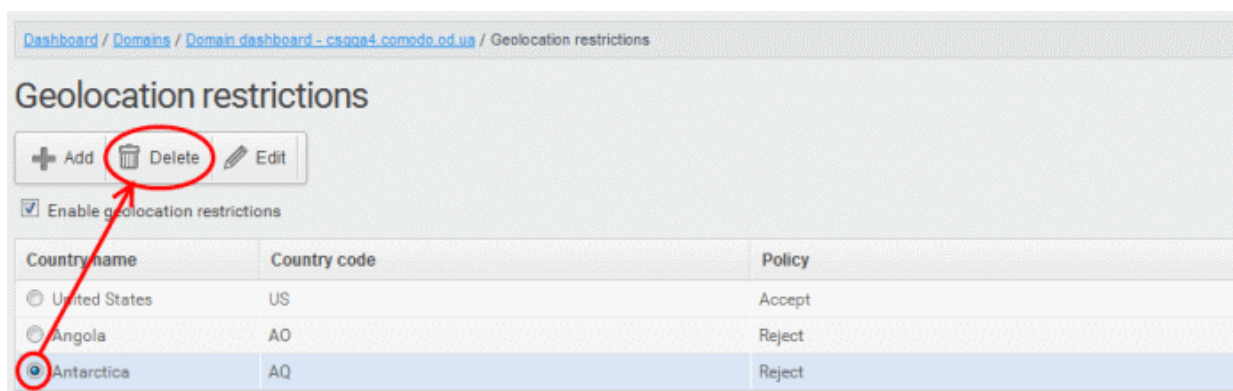 Dashboard / Domains / Domain dashboard - csgqa4.comodo.od.ua / Geolocation restrictions
Geolocation restrictions
Add Delete Edit
Enable geolocation restrictions
Country name Country code Policy
United States US Accept
Angola AO Reject
Antarctica AQ Reject